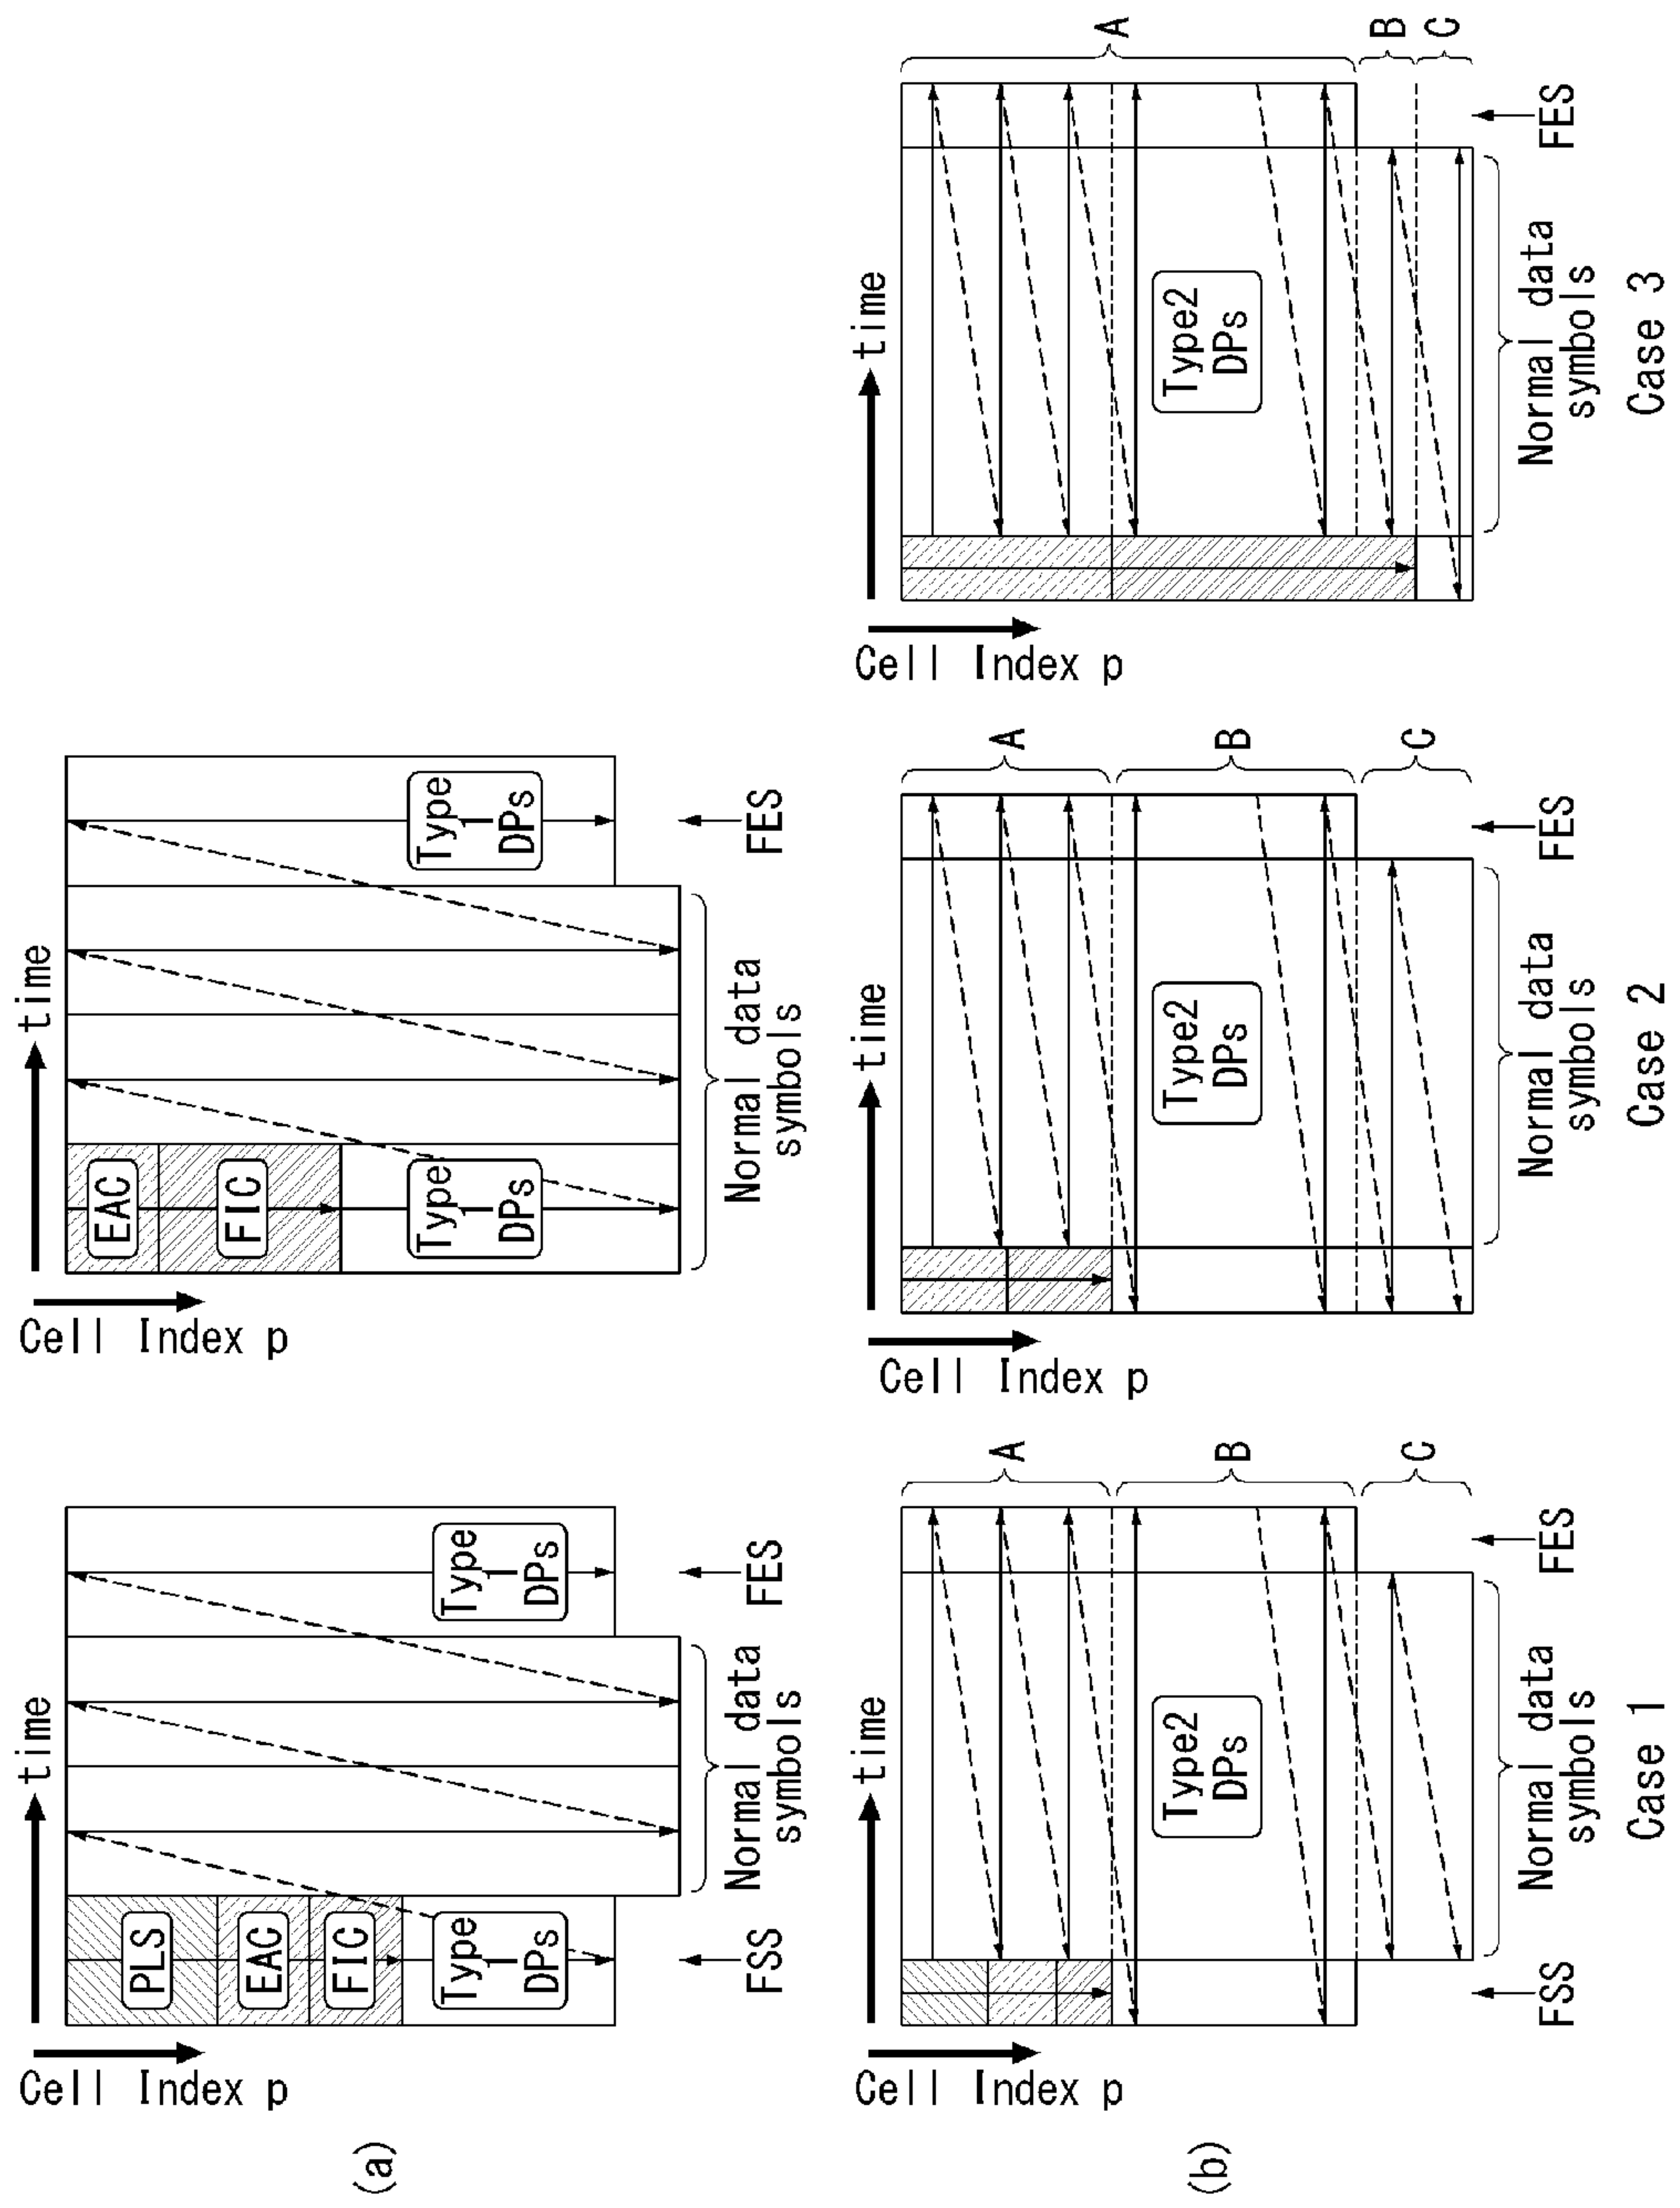 (a)
Cell Index p
time
PLS
EAC
FIC
Type
1
DPs
Type
1
DPs
FSS
Normal data
symbols
FES
Cell Index p
time
EAC
FIC
Type
1
DPs
Type
1
DPs
Normal data
symbols
FES
(b)
Cell Index p
time
Type2
DPs
A
B
C
FSS
Normal data
symbols
FES
Case 1
Cell Index p
time
Type2
DPs
A
B
C
Normal data
symbols
FES
Case 2
Cell Index p
time
Type2
DPs
A
B
C
Normal data
symbols
FES
Case 3